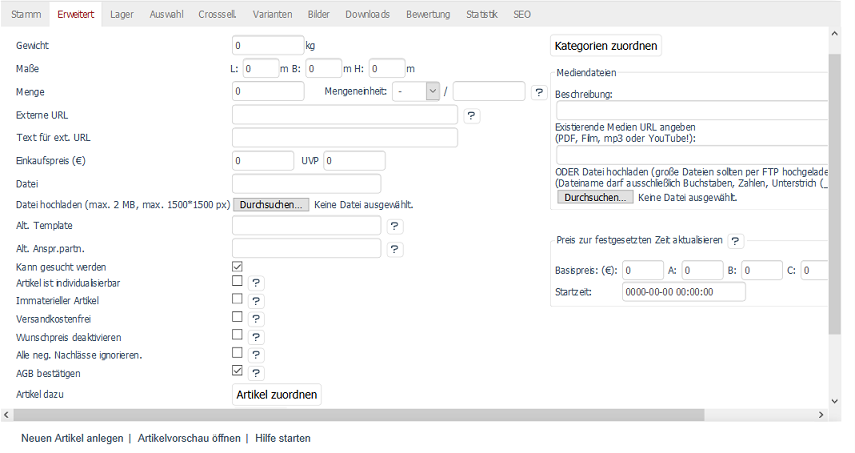 Stamm Erweitert Lager Auswahl Crosssell. Varianten Bilder Downloads Bewertung Statistik SEO
Gewicht 0 kg
Maße L: 0 m B: 0 m H: 0 m
Menge 0 Mengeneinheit: - / ?
Externe URL ?
Text für ext. URL
Einkaufspreis (€) 0 UVP 0
Datei
Datei hochladen (max. 2 MB, max. 1500*1500 px) Durchsuchen... Keine Datei ausgewählt.
Alt. Template ?
Alt. Anspr.partn. ?
Kann gesucht werden
Artikel ist individualisierbar ?
Immaterieller Artikel ?
Versandkostenfrei ?
Wunschpreis deaktivieren ?
Alle neg. Nachlässe ignorieren. ?
AGB bestätigen ?
Artikel dazu Artikel zuordnen
Kategorien zuordnen
Mediendateien
Beschreibung:
Existierende Medien URL angeben
(PDF, Film, mp3 oder YouTube!):
ODER Datei hochladen (große Dateien sollten per FTP hochgelade
(Dateiname darf ausschließlich Buchstaben, Zahlen, Unterstrich (_
Durchsuchen... Keine Datei ausgewählt.
Preis zur festgesetzten Zeit aktualisieren ?
Basispreis: (€): 0 A: 0 B: 0 C: 0
Startzeit: 0000-00-00 00:00:00
Neuen Artikel anlegen | Artikelvorschau öffnen | Hilfe starten